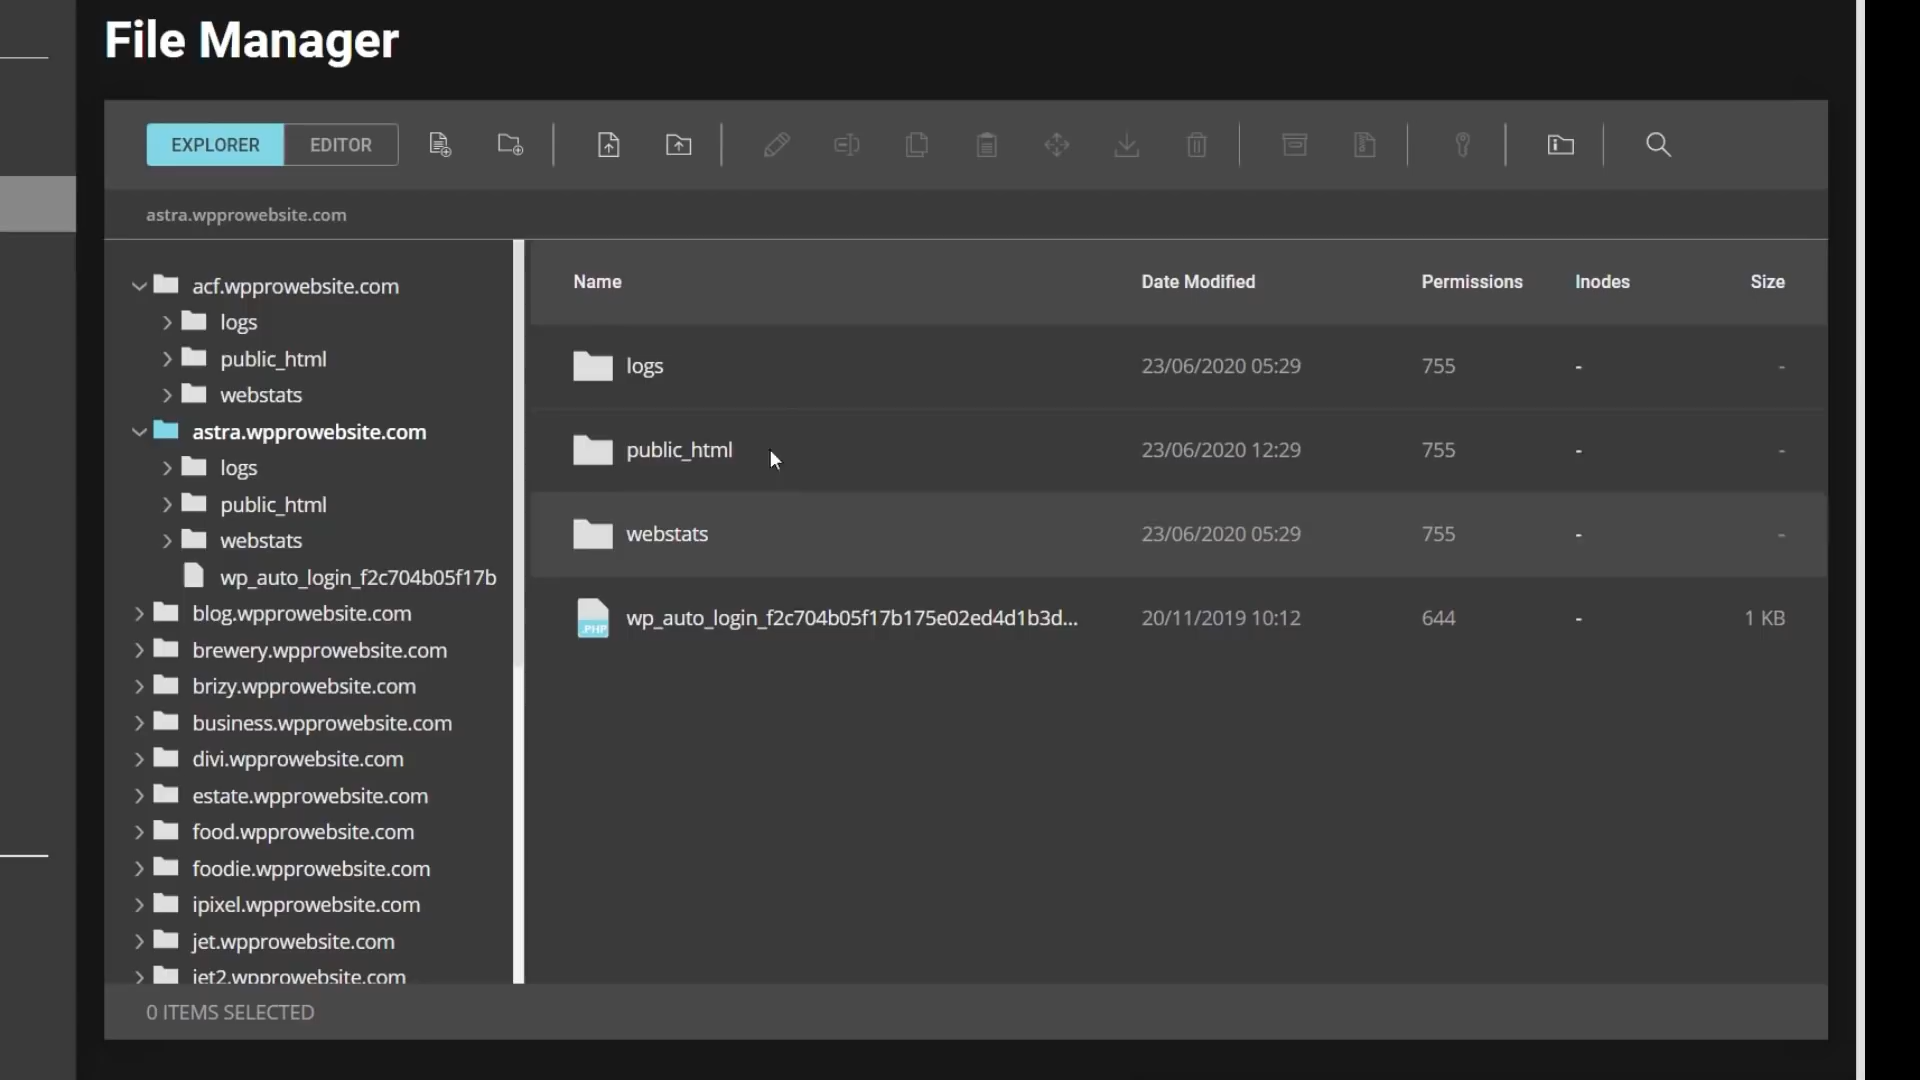 File Manager
EXPLORER EDITOR
astra.wpprowebsite.com
acf.wpprowebsite.com
logs
public_html
webstats
astra.wpprowebsite.com
logs
public_html
webstats
wp_auto_login_f2c704b05f17b
blog.wpprowebsite.com
brewery.wpprowebsite.com
brizy.wpprowebsite.com
business.wpprowebsite.com
divi.wpprowebsite.com
estate.wpprowebsite.com
food.wpprowebsite.com
foodie.wpprowebsite.com
ipixel.wpprowebsite.com
jet.wpprowebsite.com
jet2.wpprowebsite.com
Name Date Modified Permissions Inodes Size
logs 23/06/2020 05:29 755 - -
public_html 23/06/2020 12:29 755 - -
webstats 23/06/2020 05:29 755 - -
.PHP wp_auto_login_f2c704b05f17b175e02ed4d1b3d... 20/11/2019 10:12 644 - 1 KB
0 ITEMS SELECTED